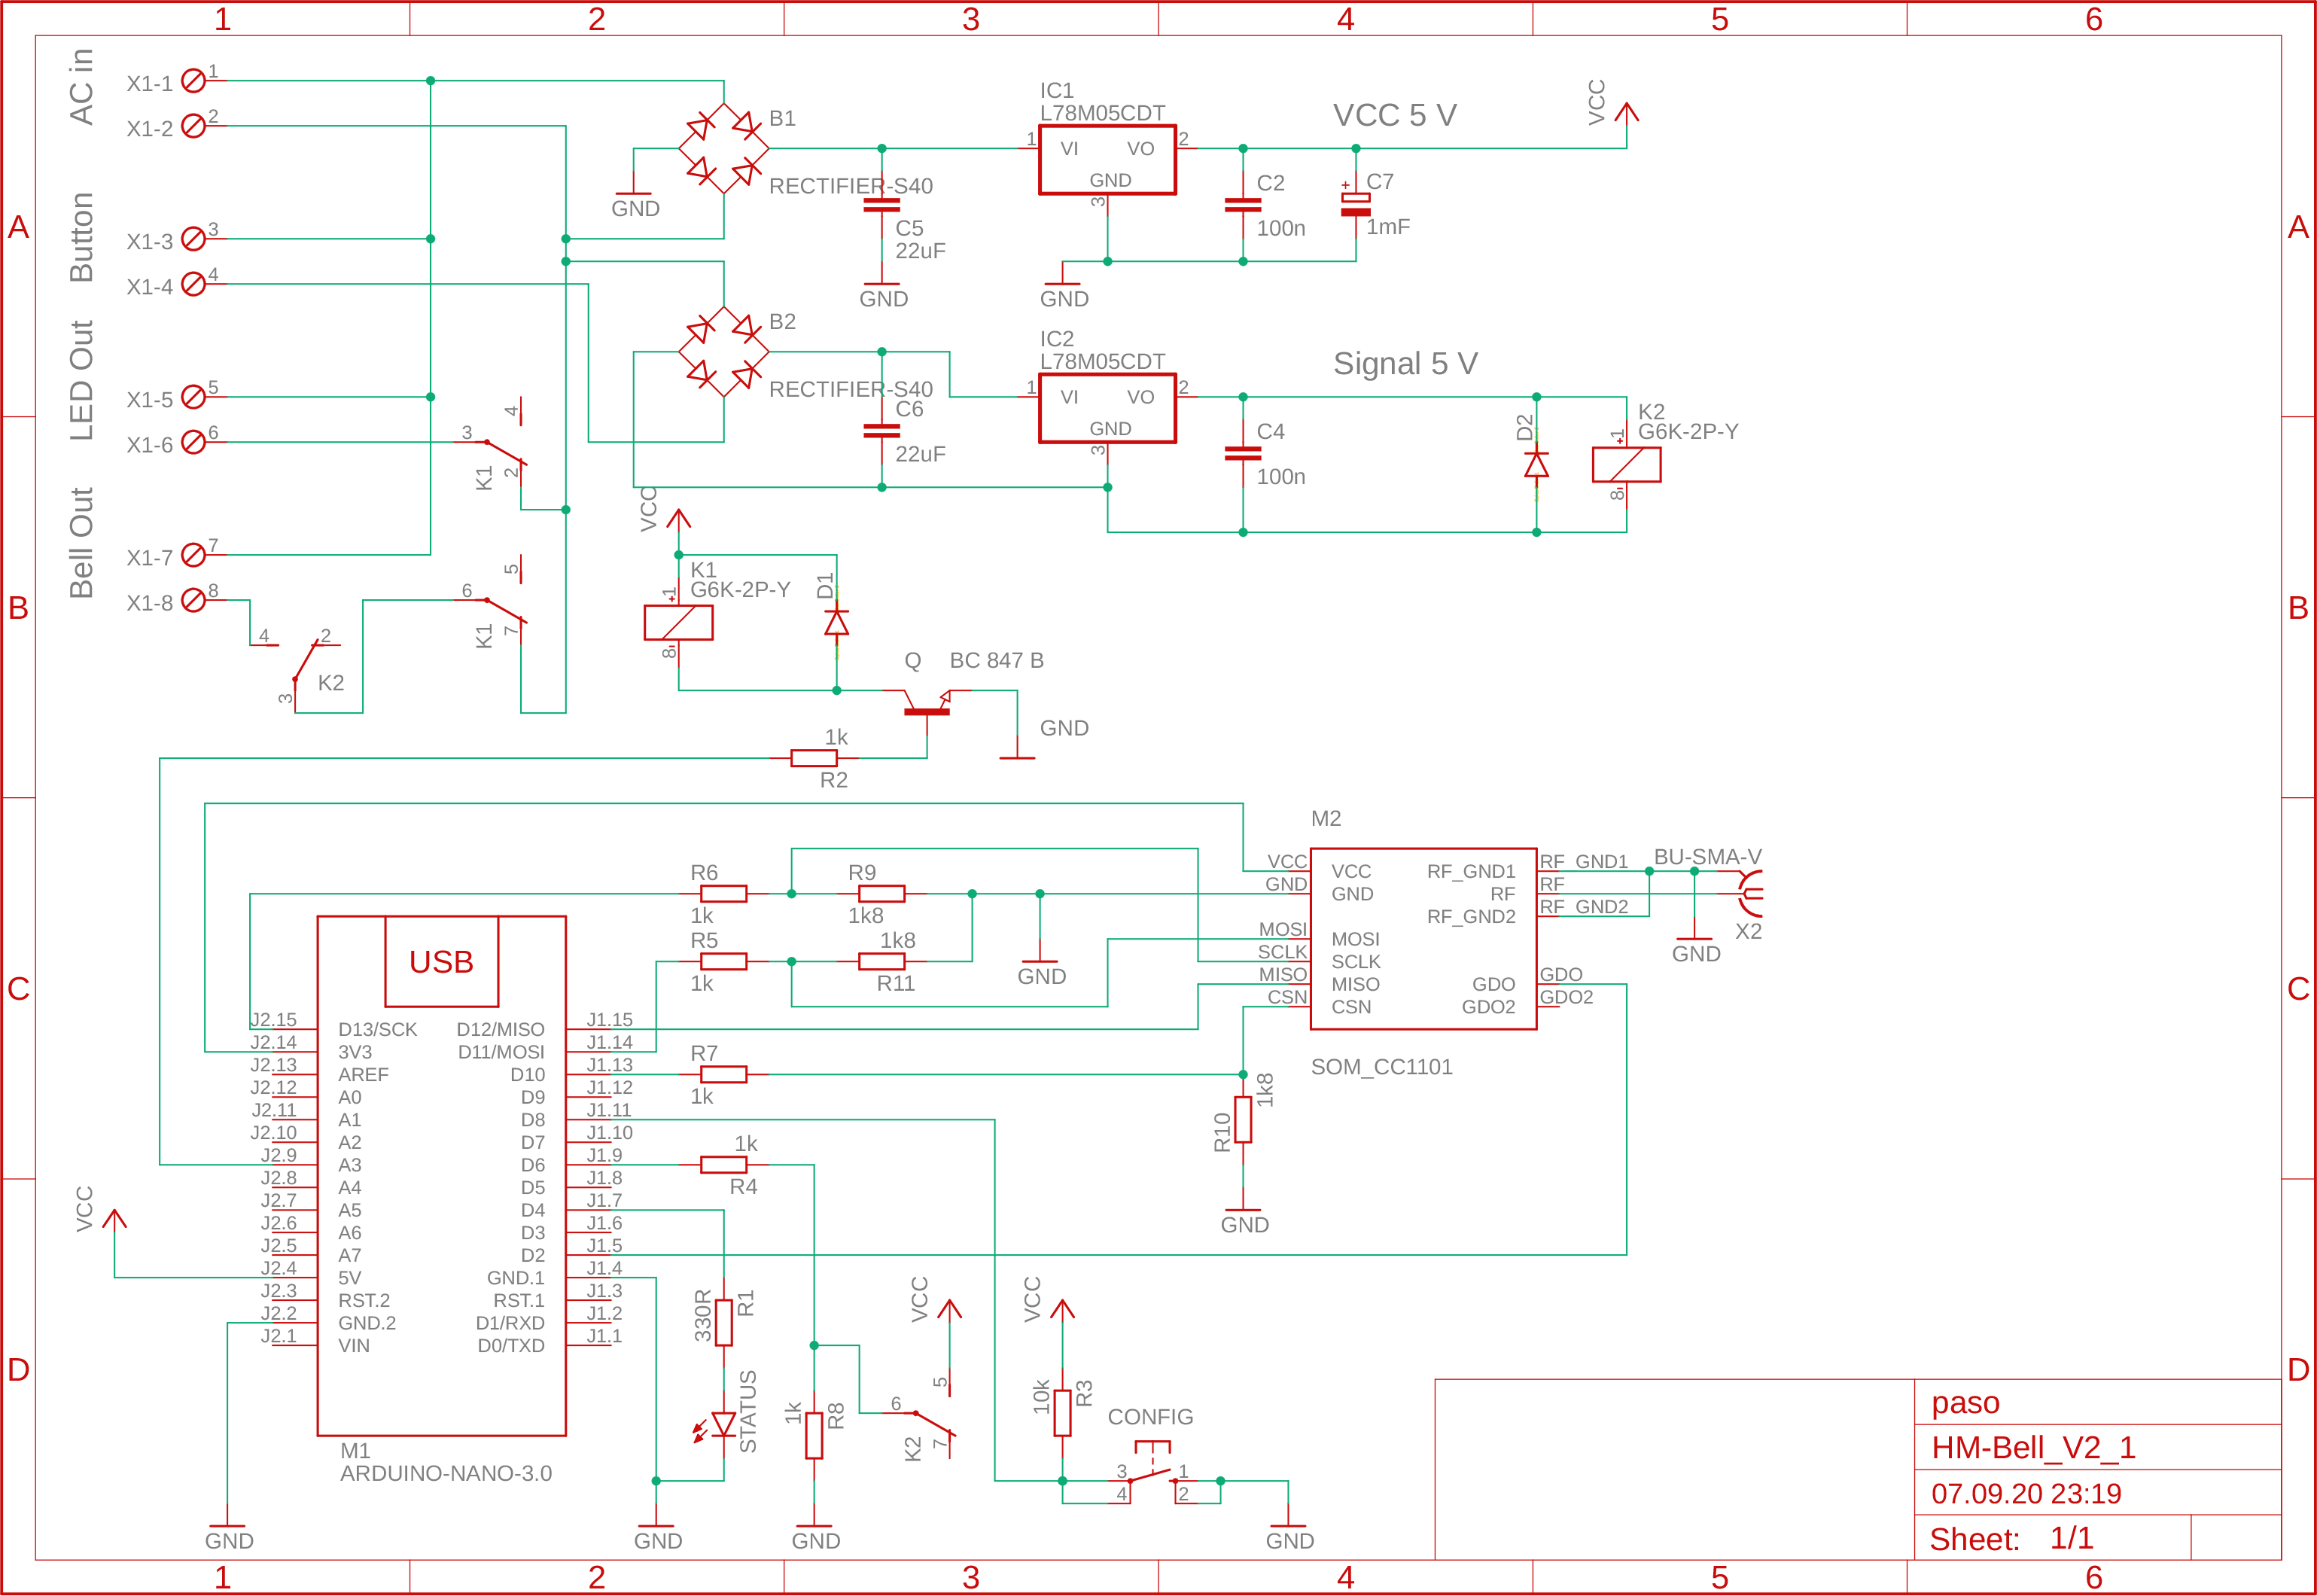 1 2 3 4 5 6
A
B
C
D
A
B
C
D
1 2 3 4 5 6
AC in
X1-1 1
X1-2 2
Button
X1-3 3
X1-4 4
LED Out
X1-5 5
X1-6 6
Bell Out
X1-7 7
X1-8 8
3
4
2
K1
6
5
7
K1
4
2
3
K2
B1
RECTIFIER-S40
GND
C5
22uF
GND
IC1
L78M05CDT
1
VI
VO
2
GND
3
GND
VCC 5 V
C2
100n
+
C7
1mF
VCC
B2
RECTIFIER-S40
C6
22uF
IC2
L78M05CDT
1
VI
VO
2
GND
3
Signal 5 V
C4
100n
D2
K2
G6K-2P-Y
1
+
8
-
VCC
K1
G6K-2P-Y
1
+
8
-
D1
Q
BC 847 B
GND
1k
R2
R6
1k
R9
1k8
R5
1k
1k8
R11
GND
M2
VCC VCC RF_GND1 RF_GND1
GND GND RF RF
RF_GND2 RF_GND2
MOSI MOSI
SCLK SCLK
MISO MISO GDO GDO
CSN CSN GDO2 GDO2
SOM_CC1101
BU-SMA-V
X2
GND
USB
J2.15 D13/SCK D12/MISO J1.15
J2.14 3V3 D11/MOSI J1.14
J2.13 AREF D10 J1.13
J2.12 A0 D9 J1.12
J2.11 A1 D8 J1.11
J2.10 A2 D7 J1.10
J2.9 A3 D6 J1.9
J2.8 A4 D5 J1.8
J2.7 A5 D4 J1.7
J2.6 A6 D3 J1.6
J2.5 A7 D2 J1.5
J2.4 5V GND.1 J1.4
J2.3 RST.2 RST.1 J1.3
J2.2 GND.2 D1/RXD J1.2
J2.1 VIN D0/TXD J1.1
M1
ARDUINO-NANO-3.0
VCC
GND
R7
1k
1k
R4
R10
1k8
GND
330R
R1
STATUS
GND
1k
R8
GND
VCC
5
6
7
K2
VCC
10k
R3
CONFIG
3 1
4 2
GND
paso
HM-Bell_V2_1
07.09.20 23:19
Sheet: 1/1